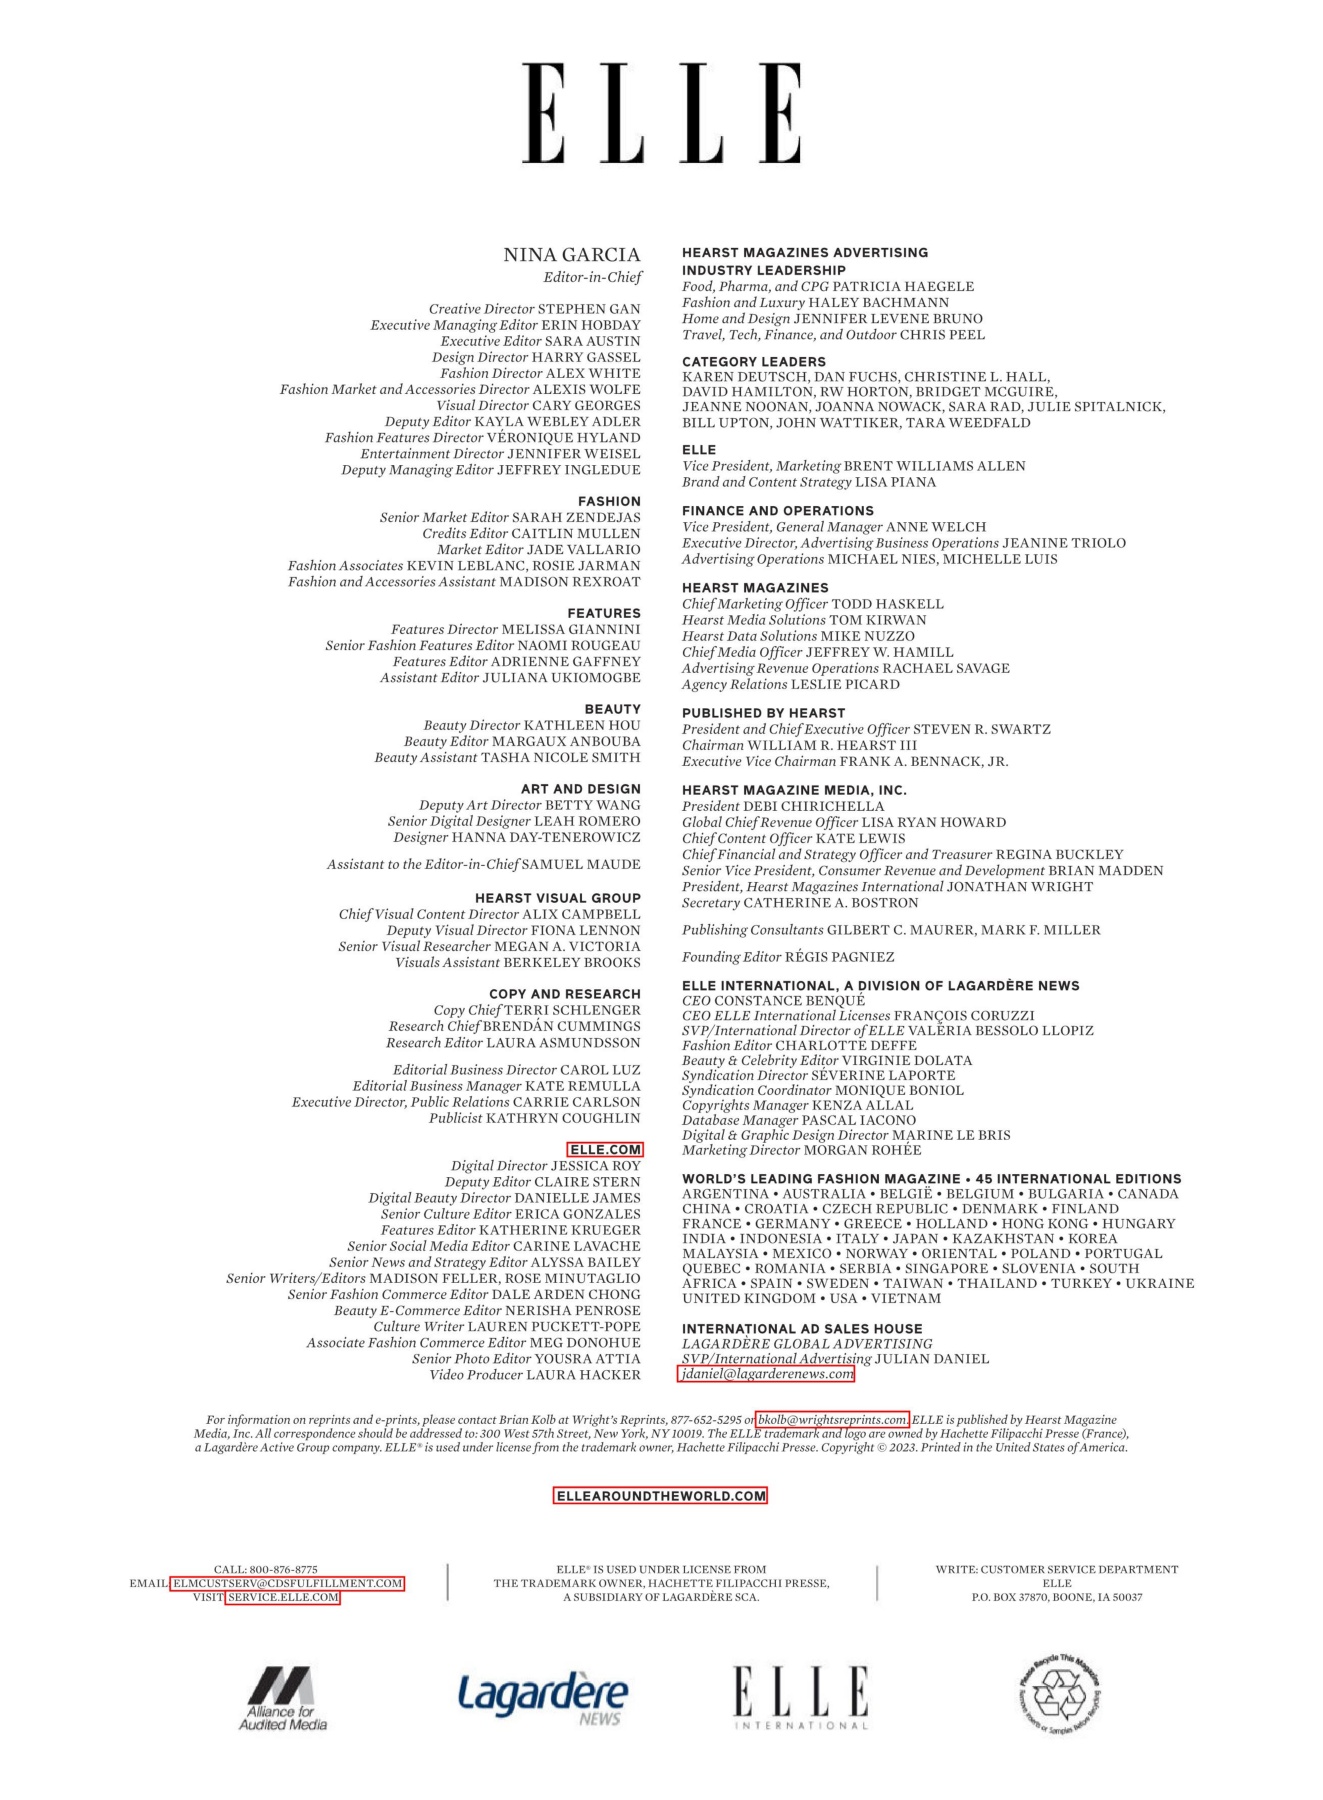 ELLE
NINA GARCIA
Editor-in-Chief
Creative Director STEPHEN GAN
Executive Managing Editor ERIN HOBDAY
Executive Editor SARA AUSTIN
Design Director HARRY GASSEL
Fashion Director ALEX WHITE
Fashion Market and Accessories Director ALEXIS WOLFE
Visual Director CARY GEORGES
Deputy Editor KAYLA WEBLEY ADLER
Fashion Features Director VÉRONIQUE HYLAND
Entertainment Director JENNIFER WEISEL
Deputy Managing Editor JEFFREY INGLEDUE
FASHION
Senior Market Editor SARAH ZENDEJAS
Credits Editor CAITLIN MULLEN
Market Editor JADE VALLARIO
Fashion Associates KEVIN LEBLANC, ROSIE JARMAN
Fashion and Accessories Assistant MADISON REXROAT
FEATURES
Features Director MELISSA GIANNINI
Senior Fashion Features Editor NAOMI ROUGEAU
Features Editor ADRIENNE GAFFNEY
Assistant Editor JULIANA UKIOMOGBE
BEAUTY
Beauty Director KATHLEEN HOU
Beauty Editor MARGAUX ANBOUBA
Beauty Assistant TASHA NICOLE SMITH
ART AND DESIGN
Deputy Art Director BETTY WANG
Senior Digital Designer LEAH ROMERO
Designer HANNA DAY-TENEROWICZ
Assistant to the Editor-in-Chief SAMUEL MAUDE
HEARST VISUAL GROUP
Chief Visual Content Director ALIX CAMPBELL
Deputy Visual Director FIONA LENNON
Senior Visual Researcher MEGAN A. VICTORIA
Visuals Assistant BERKELEY BROOKS
COPY AND RESEARCH
Copy Chief TERRI SCHLENGER
Research Chief BRENDÁN CUMMINGS
Research Editor LAURA ASMUNDSSON
Editorial Business Director CAROL LUZ
Editorial Business Manager KATE REMULLA
Executive Director, Public Relations CARRIE CARLSON
Publicist KATHRYN COUGHLIN
ELLE.COM
Digital Director JESSICA ROY
Deputy Editor CLAIRE STERN
Digital Beauty Director DANIELLE JAMES
Senior Culture Editor ERICA GONZALES
Features Editor KATHERINE KRUEGER
Senior Social Media Editor CARINE LAVACHE
Senior News and Strategy Editor ALYSSA BAILEY
Senior Writers/Editors MADISON FELLER, ROSE MINUTAGLIO
Senior Fashion Commerce Editor DALE ARDEN CHONG
Beauty E-Commerce Editor NERISHA PENROSE
Culture Writer LAUREN PUCKETT-POPE
Associate Fashion Commerce Editor MEG DONOHUE
Senior Photo Editor YOUSRA ATTIA
Video Producer LAURA HACKER
HEARST MAGAZINES ADVERTISING
INDUSTRY LEADERSHIP
Food, Pharma, and CPG PATRICIA HAEGELE
Fashion and Luxury HALEY BACHMANN
Home and Design JENNIFER LEVENE BRUNO
Travel, Tech, Finance, and Outdoor CHRIS PEEL
CATEGORY LEADERS
KAREN DEUTSCH, DAN FUCHS, CHRISTINE L. HALL,
DAVID HAMILTON, RW HORTON, BRIDGET MCGUIRE,
JEANNE NOONAN, JOANNA NOWACK, SARA RAD, JULIE SPITALNICK,
BILL UPTON, JOHN WATTIKER, TARA WEEDFALD
ELLE
Vice President, Marketing BRENT WILLIAMS ALLEN
Brand and Content Strategy LISA PIANA
FINANCE AND OPERATIONS
Vice President, General Manager ANNE WELCH
Executive Director, Advertising Business Operations JEANINE TRIOLO
Advertising Operations MICHAEL NIES, MICHELLE LUIS
HEARST MAGAZINES
Chief Marketing Officer TODD HASKELL
Hearst Media Solutions TOM KIRWAN
Hearst Data Solutions MIKE NUZZO
Chief Media Officer JEFFREY W. HAMILL
Advertising Revenue Operations RACHAEL SAVAGE
Agency Relations LESLIE PICARD
PUBLISHED BY HEARST
President and Chief Executive Officer STEVEN R. SWARTZ
Chairman WILLIAM R. HEARST III
Executive Vice Chairman FRANK A. BENNACK, JR.
HEARST MAGAZINE MEDIA, INC.
President DEBI CHIRICHELLA
Global Chief Revenue Officer LISA RYAN HOWARD
Chief Content Officer KATE LEWIS
Chief Financial and Strategy Officer and Treasurer REGINA BUCKLEY
Senior Vice President, Consumer Revenue and Development BRIAN MADDEN
President, Hearst Magazines International JONATHAN WRIGHT
Secretary CATHERINE A. BOSTRON
Publishing Consultants GILBERT C. MAURER, MARK F. MILLER
Founding Editor RÉGIS PAGNIEZ
ELLE INTERNATIONAL, A DIVISION OF LAGARDÈRE NEWS
CEO CONSTANCE BENQUÉ
CEO ELLE International Licenses FRANÇOIS CORUZZI
SVP/International Director of ELLE VALÉRIA BESSOLO LLOPIZ
Fashion Editor CHARLOTTE DEFFE
Beauty & Celebrity Editor VIRGINIE DOLATA
Syndication Director SÉVERINE LAPORTE
Syndication Coordinator MONIQUE BONIOL
Copyrights Manager KENZA ALLAL
Database Manager PASCAL IACONO
Digital & Graphic Design Director MARINE LE BRIS
Marketing Director MORGAN ROHÉE
WORLD'S LEADING FASHION MAGAZINE • 45 INTERNATIONAL EDITIONS
ARGENTINA • AUSTRALIA • BELGIË • BELGIUM • BULGARIA • CANADA
CHINA • CROATIA • CZECH REPUBLIC • DENMARK • FINLAND
FRANCE • GERMANY • GREECE • HOLLAND • HONG KONG • HUNGARY
INDIA • INDONESIA • ITALY • JAPAN • KAZAKHSTAN • KOREA
MALAYSIA • MEXICO • NORWAY • ORIENTAL • POLAND • PORTUGAL
QUEBEC • ROMANIA • SERBIA • SINGAPORE • SLOVENIA • SOUTH
AFRICA • SPAIN • SWEDEN • TAIWAN • THAILAND • TURKEY • UKRAINE
UNITED KINGDOM • USA • VIETNAM
INTERNATIONAL AD SALES HOUSE
LAGARDÈRE GLOBAL ADVERTISING
SVP/International Advertising JULIAN DANIEL
jdaniel@lagarderenews.com
For information on reprints and e-prints, please contact Brian Kolb at Wright's Reprints, 877-652-5295 or bkolb@wrightsreprints.com. ELLE is published by Hearst Magazine
Media, Inc. All correspondence should be addressed to: 300 West 57th Street, New York, NY 10019. The ELLE trademark and logo are owned by Hachette Filipacchi Presse (France),
a Lagardère Active Group company. ELLE® is used under license from the trademark owner, Hachette Filipacchi Presse. Copyright © 2023. Printed in the United States of America.
ELLEAROUNDTHEWORLD.COM
CALL: 800-876-8775
EMAIL ELMCUSTSERV@CDSFULFILLMENT.COM
VISIT SERVICE.ELLE.COM
ELLE® IS USED UNDER LICENSE FROM
THE TRADEMARK OWNER, HACHETTE FILIPACCHI PRESSE,
A SUBSIDIARY OF LAGARDÈRE SCA.
WRITE: CUSTOMER SERVICE DEPARTMENT
ELLE
P.O. BOX 37870, BOONE, IA 50037
Alliance for
Audited Media
Lagardère
NEWS
ELLE
INTERNATIONAL
Please Recycle This Magazine
Remove Inserts or Samples Before Recycling